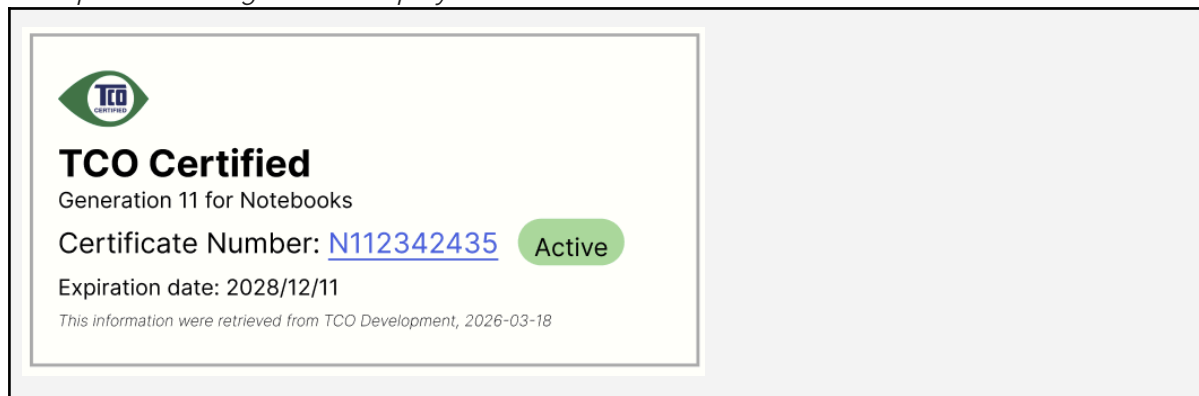 TCO
CERTIFIED
TCO Certified
Generation 11 for Notebooks
Certificate Number: N112342435 Active
Expiration date: 2028/12/11
This information were retrieved from TCO Development, 2026-03-18